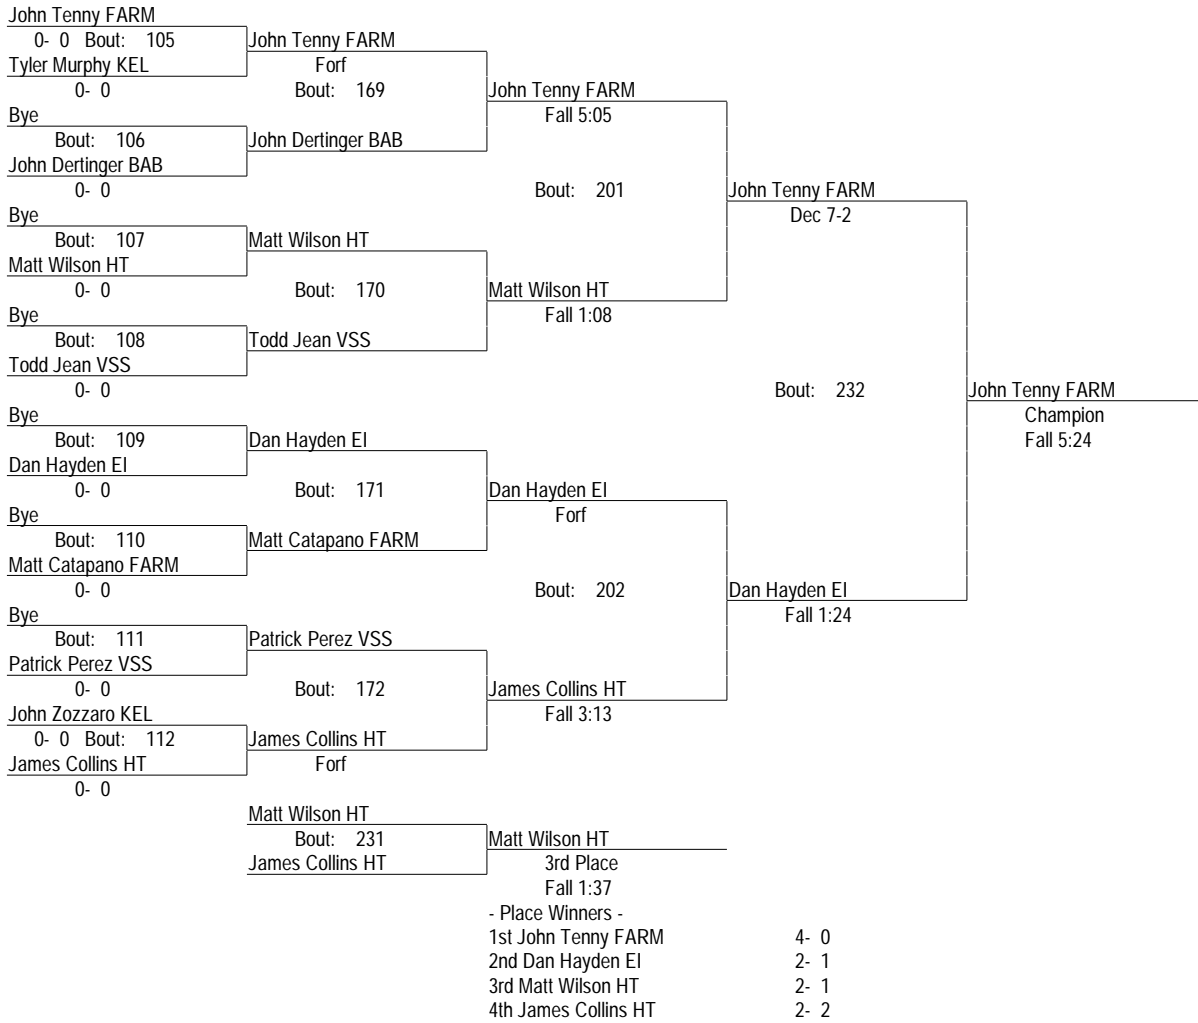 John Tenny FARM
0- 0 Bout: 105 John Tenny FARM
Tyler Murphy KEL Forf
0- 0 Bout: 169 John Tenny FARM
Bye Fall 5:05
Bout: 106 John Dertinger BAB
John Dertinger BAB
0- 0 Bout: 201 John Tenny FARM
Bye Dec 7-2
Bout: 107 Matt Wilson HT
Matt Wilson HT
0- 0 Bout: 170 Matt Wilson HT
Bye Fall 1:08
Bout: 108 Todd Jean VSS
Todd Jean VSS
0- 0 Bout: 232 John Tenny FARM
Bye Champion
Bout: 109 Dan Hayden EI Fall 5:24
Dan Hayden EI
0- 0 Bout: 171 Dan Hayden EI
Bye Forf
Bout: 110 Matt Catapano FARM
Matt Catapano FARM
0- 0 Bout: 202 Dan Hayden EI
Bye Fall 1:24
Bout: 111 Patrick Perez VSS
Patrick Perez VSS
0- 0 Bout: 172 James Collins HT
John Zozzaro KEL Fall 3:13
0- 0 Bout: 112 James Collins HT
James Collins HT Forf
0- 0
Matt Wilson HT
Bout: 231 Matt Wilson HT
James Collins HT 3rd Place
Fall 1:37
- Place Winners -
1st John Tenny FARM 4- 0
2nd Dan Hayden EI 2- 1
3rd Matt Wilson HT 2- 1
4th James Collins HT 2- 2